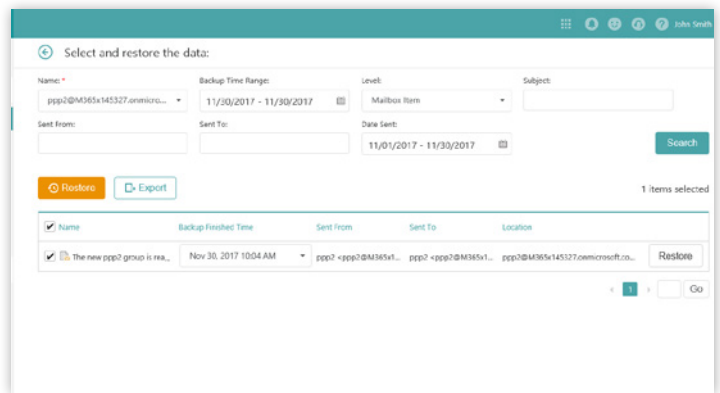 John Smith
Select and restore the data:
Name: * Backup Time Range: Level: Subject:
ppp2@M365x145327.onmicro... 11/30/2017 - 11/30/2017 Mailbox Item
Sent From: Sent To: Date Sent:
11/01/2017 - 11/30/2017 Search
Restore Export 1 items selected
Name Backup Finished Time Sent From Sent To Location
The new ppp2 group is rea... Nov 30, 2017 10:04 AM ppp2 <ppp2@M365x1... ppp2 <ppp2@M365x1... ppp2@M365x145327.onmicrosoft.co... Restore
1 Go